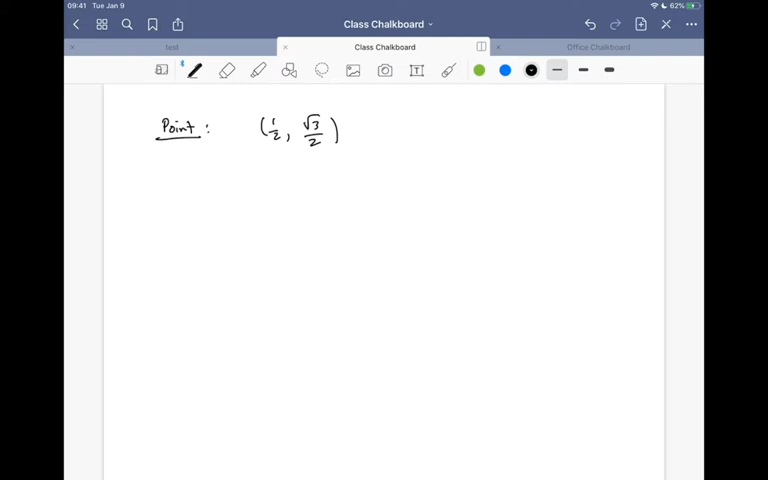 09:41 Tue Jan 9
62%
Class Chalkboard
test
Class Chalkboard
Office Chalkboard
Point: (1/2, √3/2)